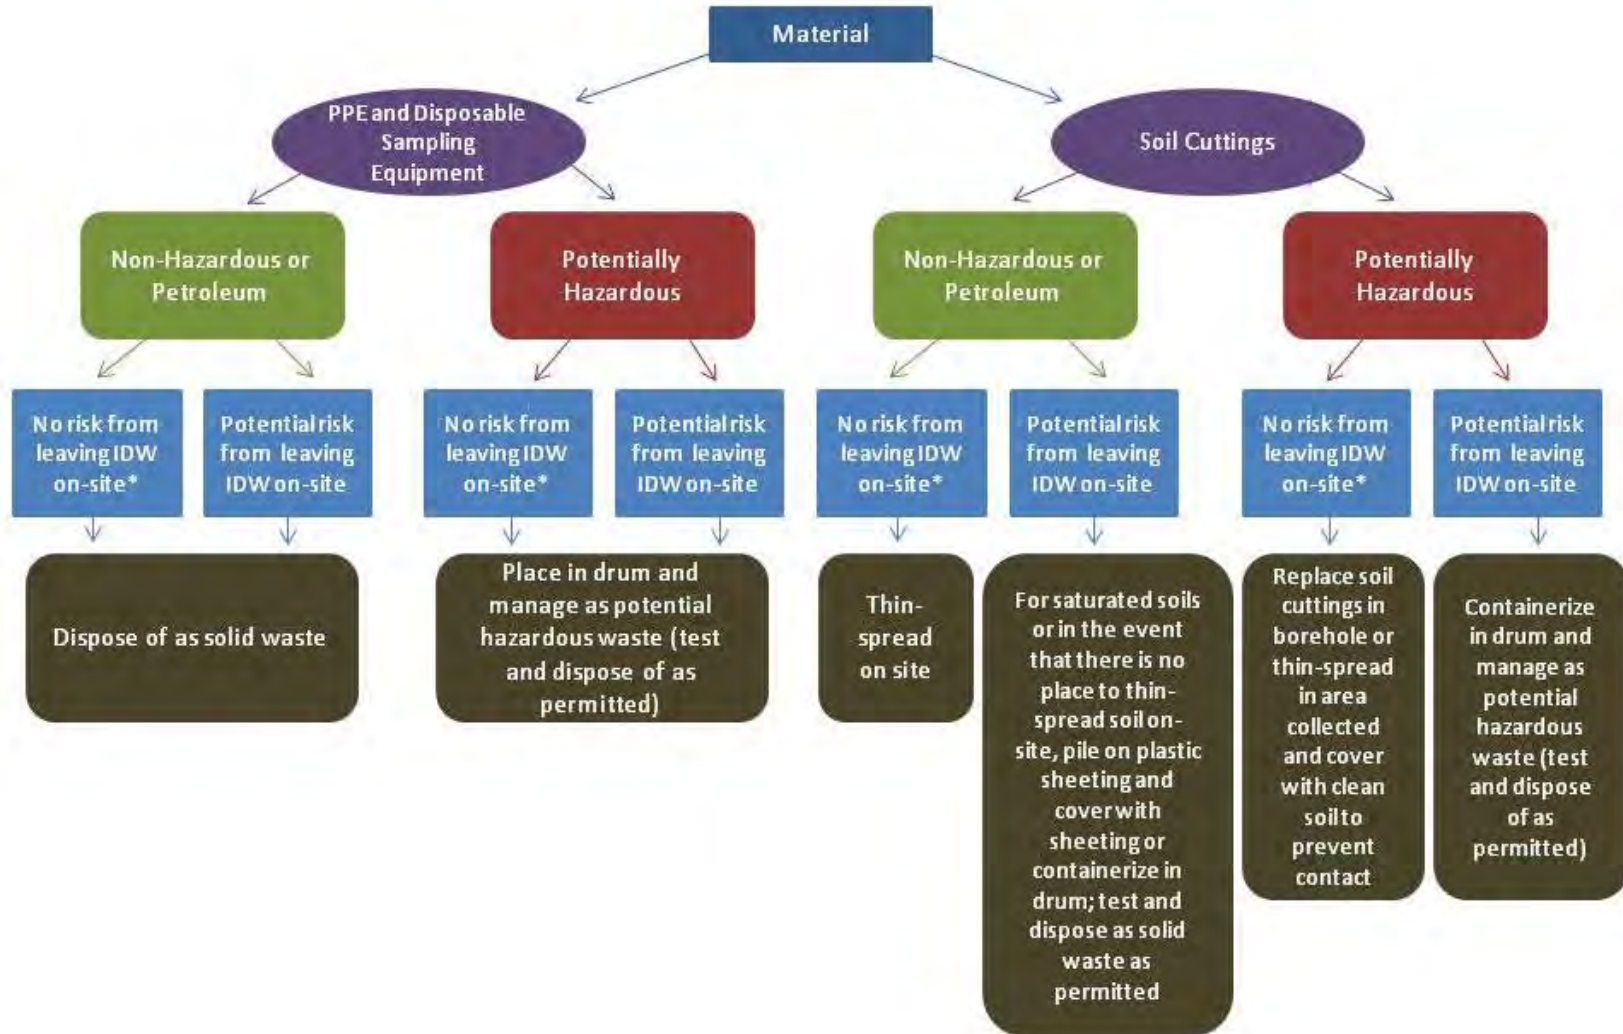 Material
PPE and Disposable
Sampling
Equipment
Soil Cuttings
Non-Hazardous or
Petroleum
Potentially
Hazardous
Non-Hazardous or
Petroleum
Potentially
Hazardous
No risk from
leaving IDW
on-site*
Potential risk
from leaving
IDW on-site
No risk from
leaving IDW
on-site*
Potential risk
from leaving
IDW on-site
No risk from
leaving IDW
on-site*
Potential risk
from leaving
IDW on-site
No risk from
leaving IDW
on-site*
Potential risk
from leaving
IDW on-site
Dispose of as solid waste
Place in drum and
manage as potential
hazardous waste (test
and dispose of as
permitted)
Thin-
spread
on site
For saturated soils
or in the event
that there is no
place to thin-
spread soil on-
site, pile on plastic
sheeting and
cover with
sheeting or
containerize in
drum; test and
dispose as solid
waste as
permitted
Replace soil
cuttings in
borehole or
thin-spread
in area
collected
and cover
with clean
soil to
prevent
contact
Containerize
in drum and
manage as
potential
hazardous
waste (test
and dispose
of as
permitted)